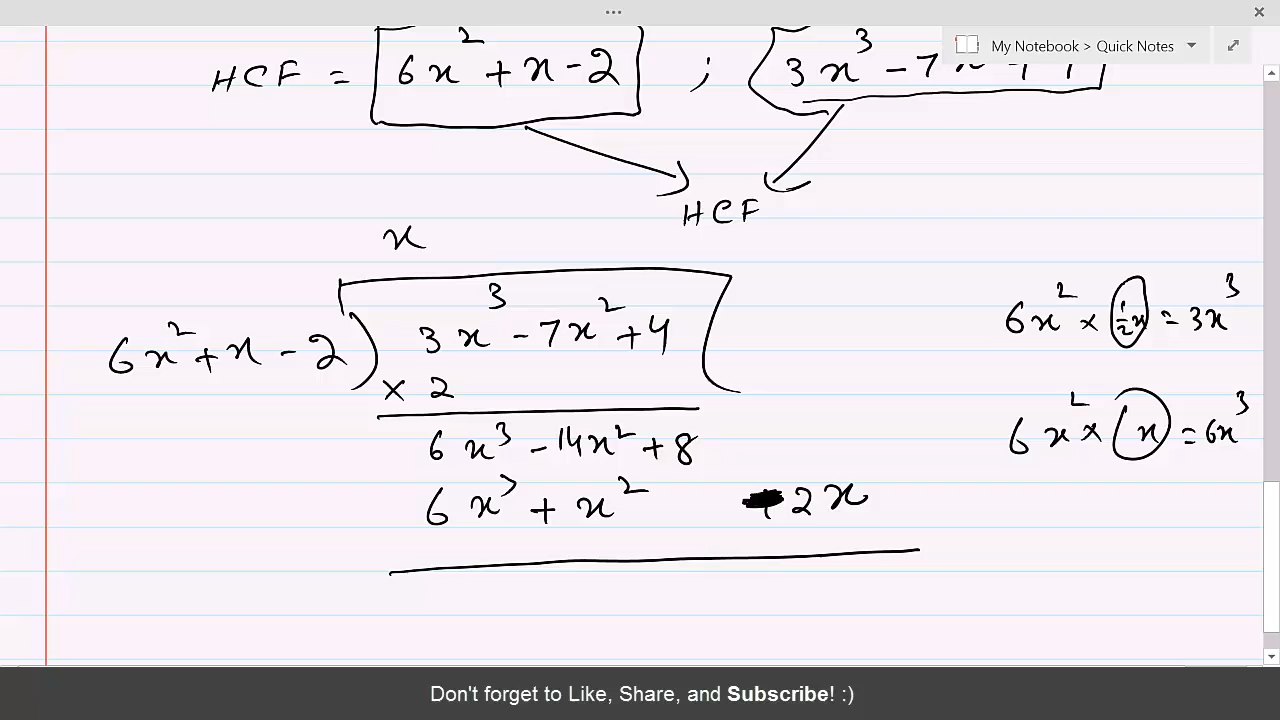 ...
My Notebook > Quick Notes
HCF = 6x² + x - 2 ; 3x³ - 7x
HCF
x
6x² + x - 2 ) 3x³ - 7x² + 4
× 2
6x³ - 14x² + 8
6x³ + x² - 2x
6x² × ½x = 3x³
6x² × x = 6x³
Don't forget to Like, Share, and Subscribe! :)